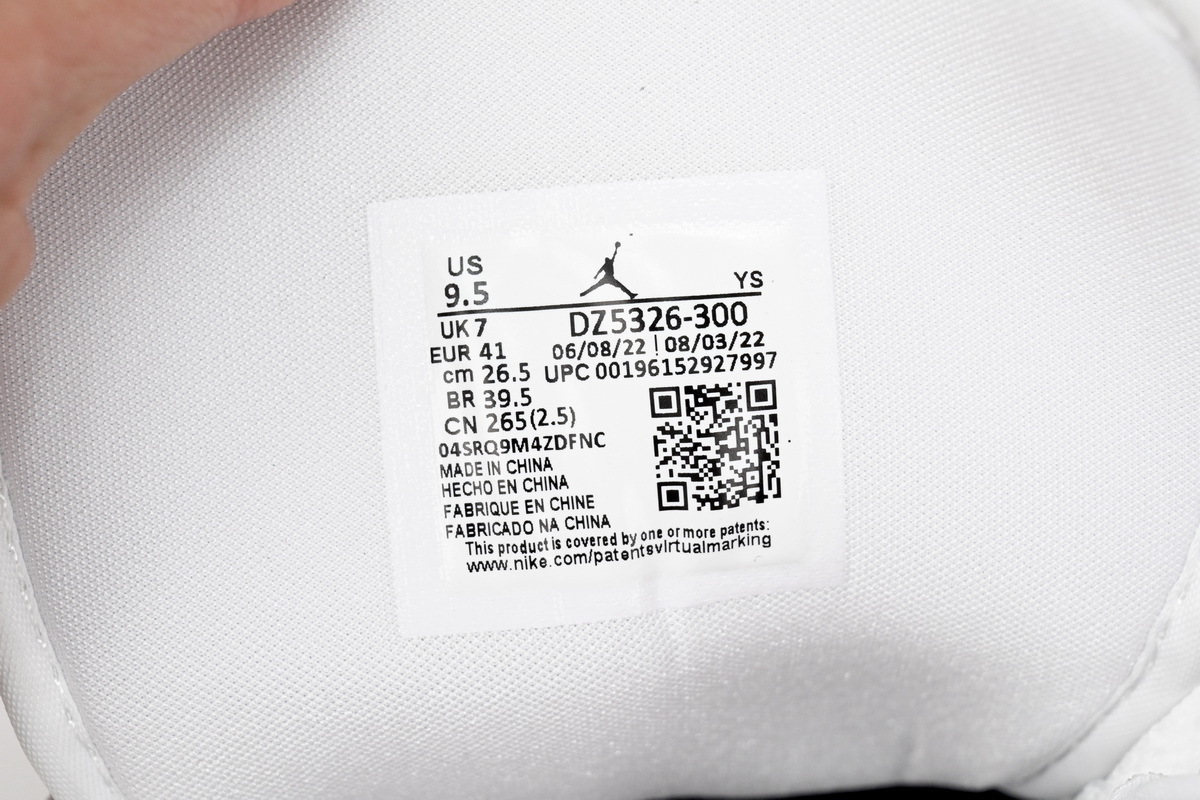 US
9.5
YS
UK 7
DZ5326-300
EUR 41
06/08/22 | 08/03/22
cm 26.5
UPC 00196152927997
BR 39.5
CN 265(2.5)
04SRQ9M4ZDFNC
MADE IN CHINA
HECHO EN CHINA
FABRIQUE EN CHINE
FABRICADO NA CHINA
This product is covered by one or more patents:
www.nike.com/patentsvirtualmarking